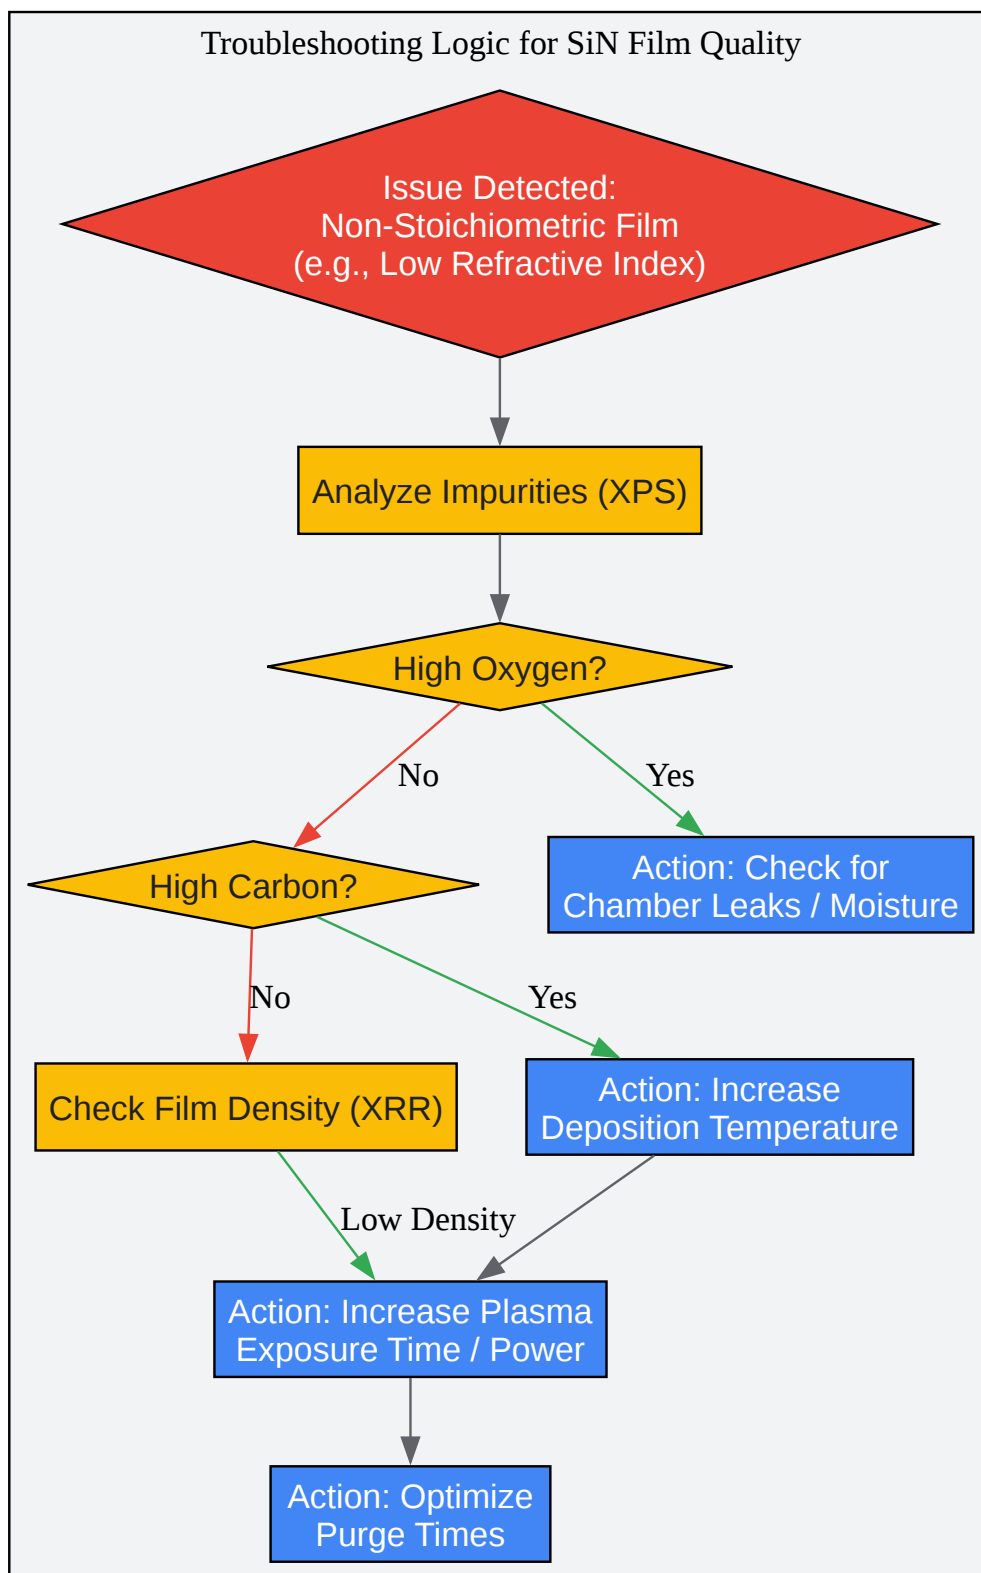 Troubleshooting Logic for SiN Film Quality
Issue Detected:
Non-Stoichiometric Film
(e.g., Low Refractive Index)
Analyze Impurities (XPS)
High Oxygen?
No
Yes
Action: Check for
Chamber Leaks / Moisture
High Carbon?
No
Yes
Check Film Density (XRR)
Action: Increase
Deposition Temperature
Low Density
Action: Increase Plasma
Exposure Time / Power
Action: Optimize
Purge Times